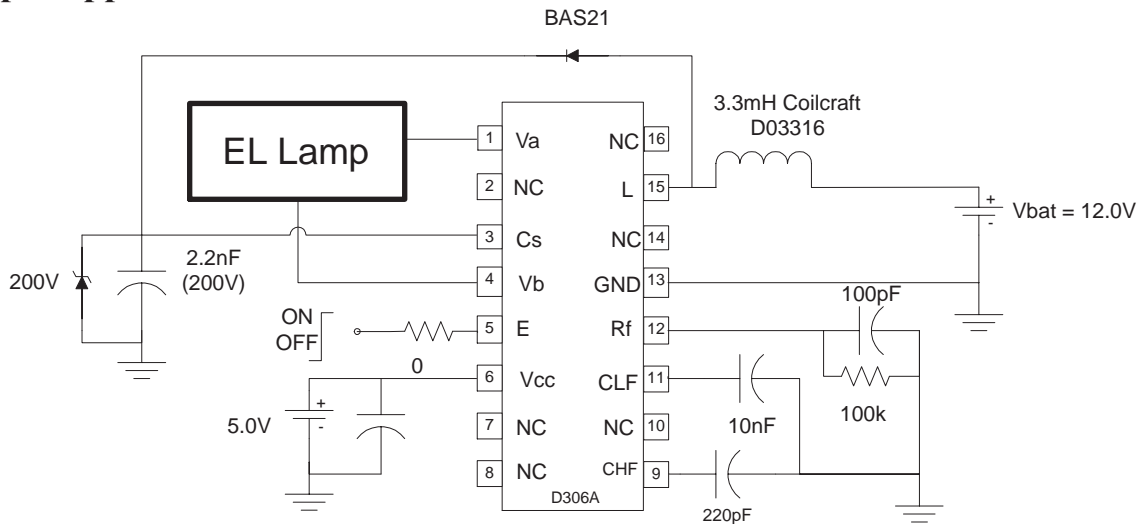 BAS21
3.3mH Coilcraft
D03316
EL Lamp
1 Va
NC 16
2 NC
L 15
Vbat = 12.0V
+
-
3 Cs
NC 14
2.2nF
(200V)
200V
4 Vb
GND 13
100pF
ON
OFF
5 E
Rf 12
0
6 Vcc
CLF 11
100k
5.0V
+
-
7 NC
NC 10
10nF
8 NC
CHF 9
D306A
220pF